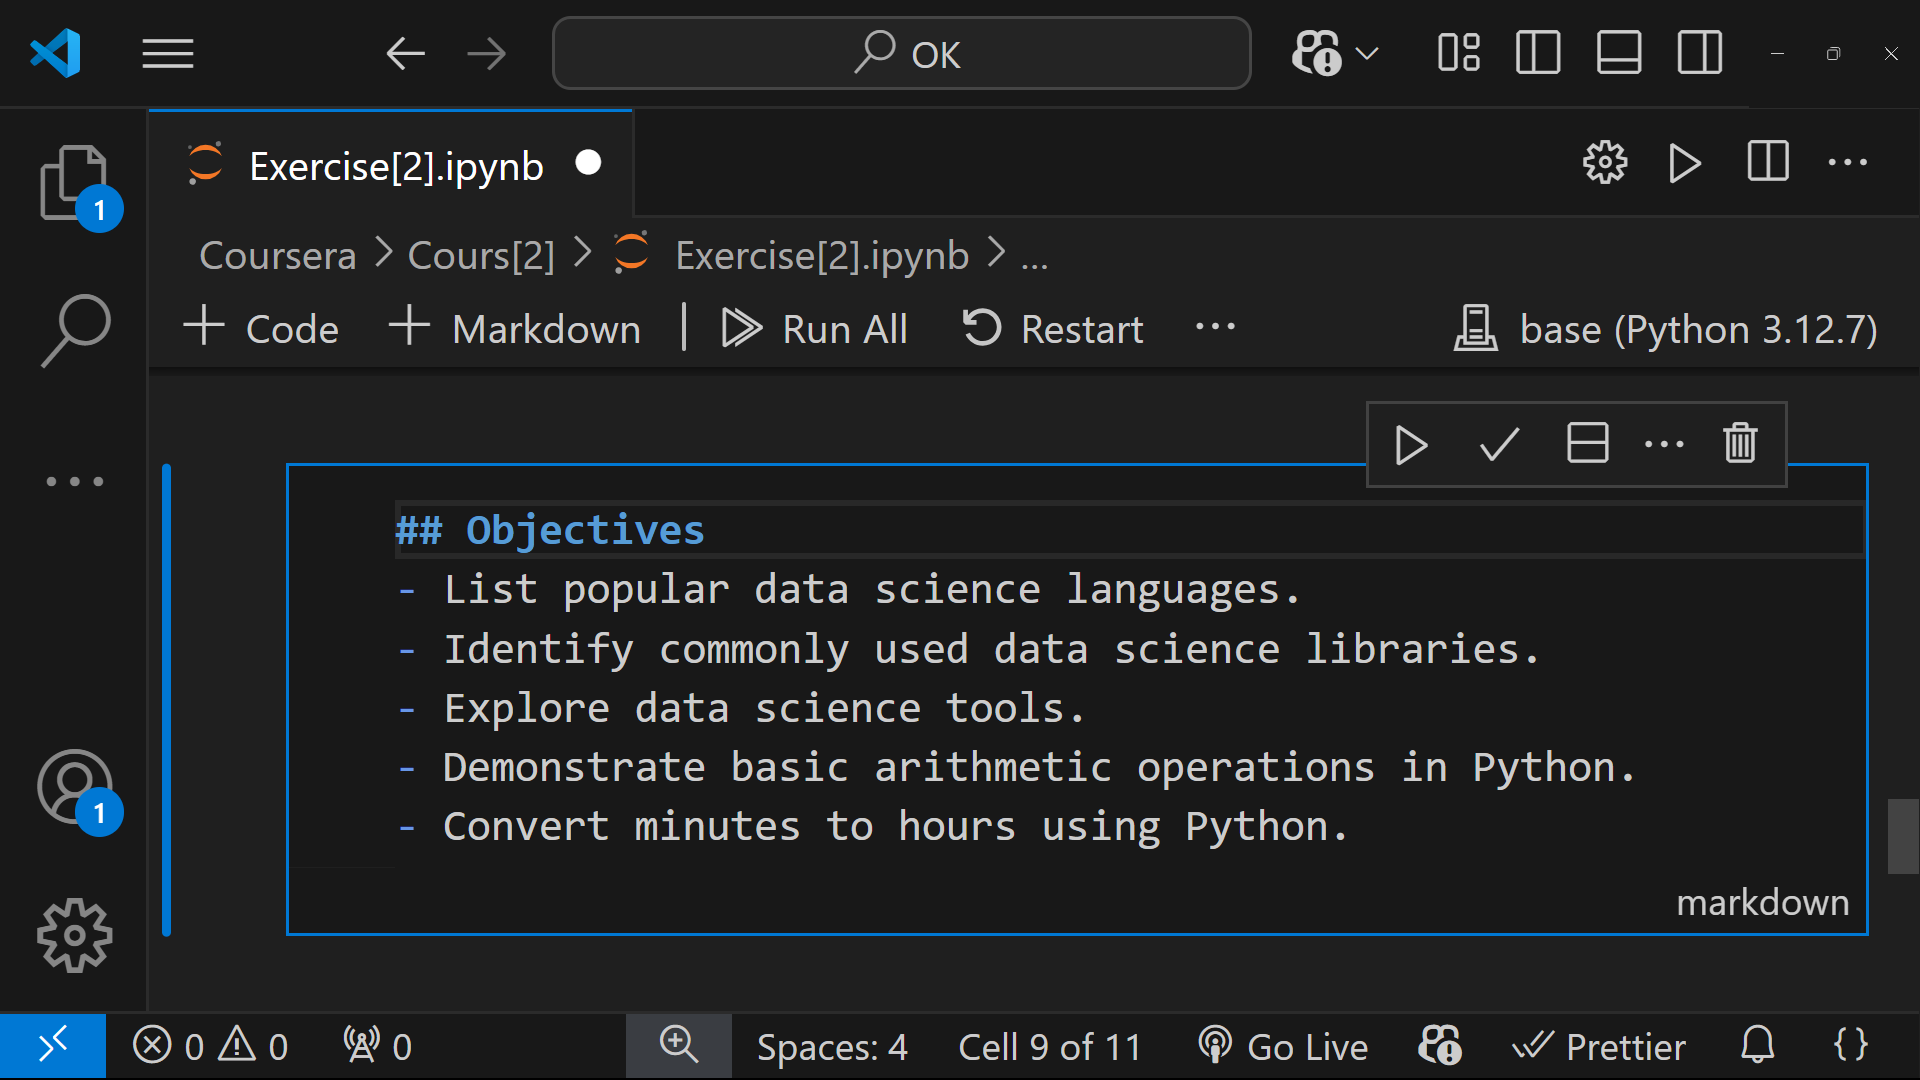 OK
Exercise[2].ipynb
1
Coursera > Cours[2] > Exercise[2].ipynb > ...
Code Markdown | Run All Restart ... base (Python 3.12.7)
## Objectives
- List popular data science languages.
- Identify commonly used data science libraries.
- Explore data science tools.
- Demonstrate basic arithmetic operations in Python.
- Convert minutes to hours using Python.
1
markdown
0 0 0 Spaces: 4 Cell 9 of 11 Go Live Prettier {}